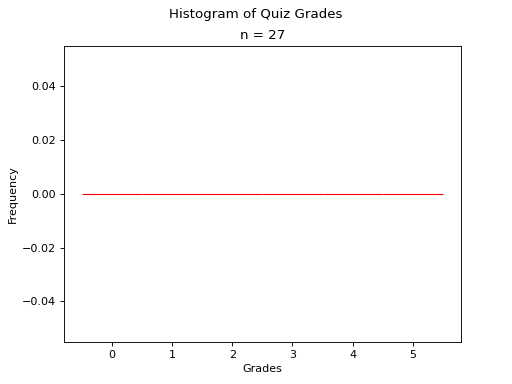 Histogram of Quiz Grades
n = 27
0.04
0.02
0.00
−0.02
−0.04
Frequency
0 1 2 3 4 5
Grades